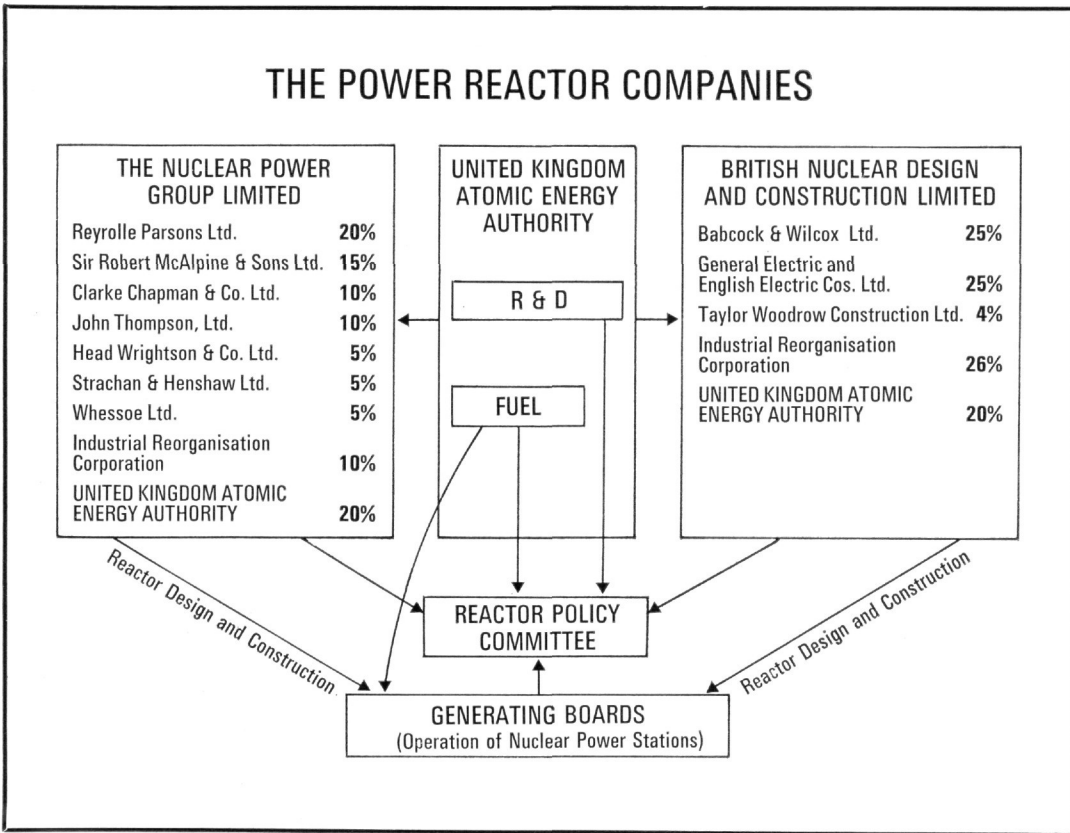 THE POWER REACTOR COMPANIES
THE NUCLEAR POWER
GROUP LIMITED
Reyrolle Parsons Ltd. 20%
Sir Robert McAlpine & Sons Ltd. 15%
Clarke Chapman & Co. Ltd. 10%
John Thompson, Ltd. 10%
Head Wrightson & Co. Ltd. 5%
Strachan & Henshaw Ltd. 5%
Whessoe Ltd. 5%
Industrial Reorganisation
Corporation 10%
UNITED KINGDOM ATOMIC
ENERGY AUTHORITY 20%
UNITED KINGDOM
ATOMIC ENERGY
AUTHORITY
R & D
FUEL
BRITISH NUCLEAR DESIGN
AND CONSTRUCTION LIMITED
Babcock & Wilcox Ltd. 25%
General Electric and
English Electric Cos. Ltd. 25%
Taylor Woodrow Construction Ltd. 4%
Industrial Reorganisation
Corporation 26%
UNITED KINGDOM ATOMIC
ENERGY AUTHORITY 20%
Reactor Design and Construction
REACTOR POLICY
COMMITTEE
Reactor Design and Construction
GENERATING BOARDS
(Operation of Nuclear Power Stations)